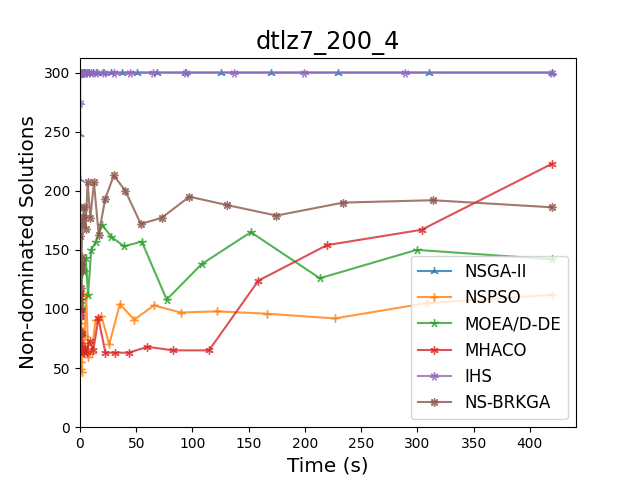 dtlz7_200_4
Non-dominated Solutions
300
250
200
150
100
50
0
0 50 100 150 200 250 300 350 400
Time (s)
NSGA-II
NSPSO
MOEA/D-DE
MHACO
IHS
NS-BRKGA